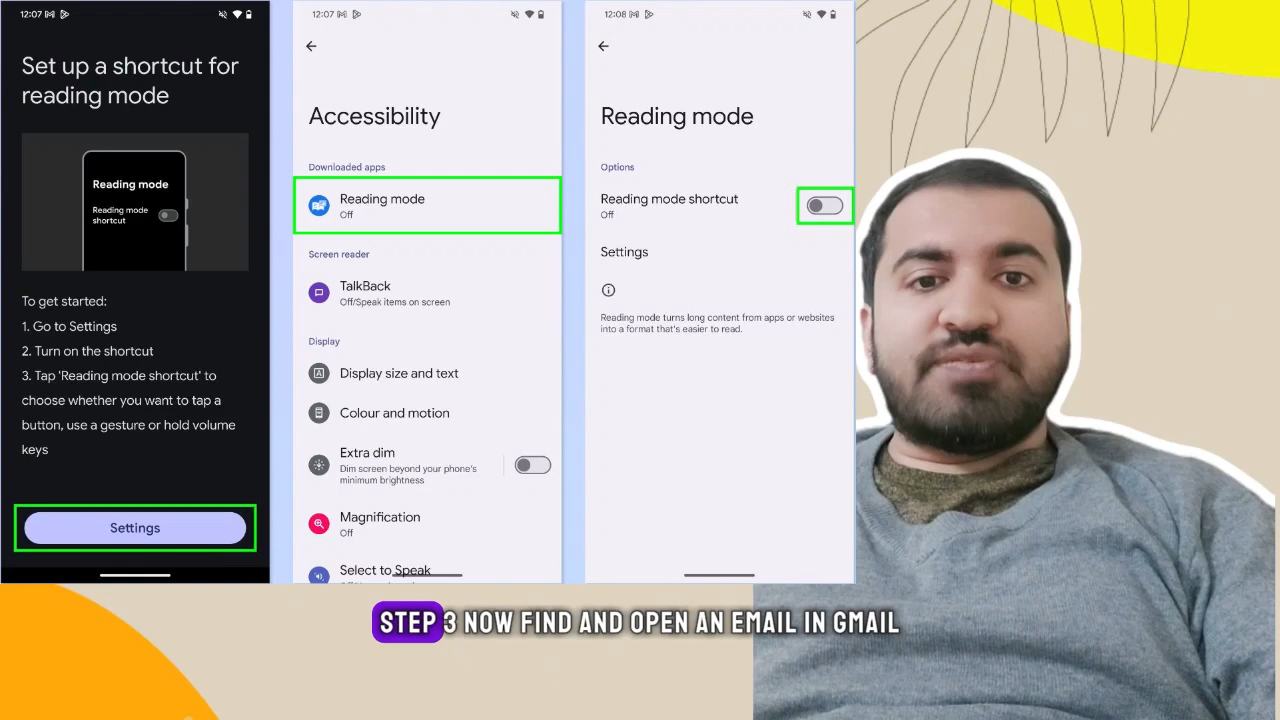 12:07
Set up a shortcut for
reading mode
Reading mode
Reading mode
shortcut
To get started:
1. Go to Settings
2. Turn on the shortcut
3. Tap 'Reading mode shortcut' to
choose whether you want to tap a
button, use a gesture or hold volume
keys
Settings
12:07
Accessibility
Downloaded apps
Reading mode
Off
Screen reader
TalkBack
Off/Speak items on screen
Display
Display size and text
Colour and motion
Extra dim
Dim screen beyond your phone's
minimum brightness
Magnification
Off
Select to Speak
12:08
Reading mode
Options
Reading mode shortcut
Off
Settings
Reading mode turns long content from apps or websites
into a format that's easier to read.
STEP 3 NOW FIND AND OPEN AN EMAIL IN GMAIL